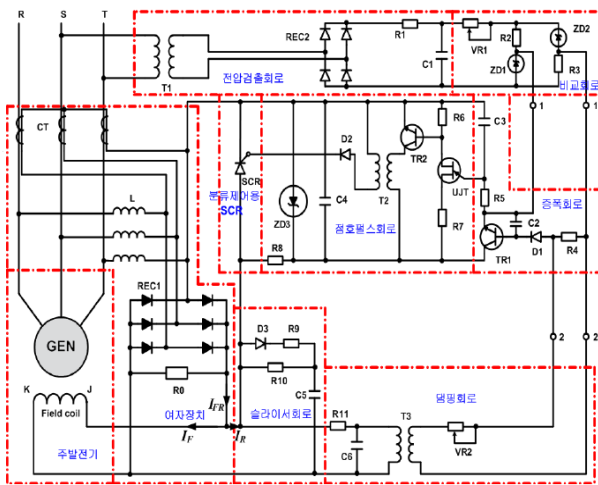 R S T
REC2
R1
VR1
R2
ZD2
ZD1
R3
C1
T1
전압검출회로
비교회로
1 1
CT
C3
R6
D2
TR2
SCR
UJT
분류제어용
SCR
C4
T2
R5
증폭회로
L
ZD3
점호펄스회로
R7
C2
R8
TR1
D1
R4
REC1
GEN
D3
R9
2 2
R10
K J
R0
C5
댐핑회로
Field coil
여자장치
I_FR
슬라이서회로
R11
T3
I_F
I_R
주발전기
C6
VR2